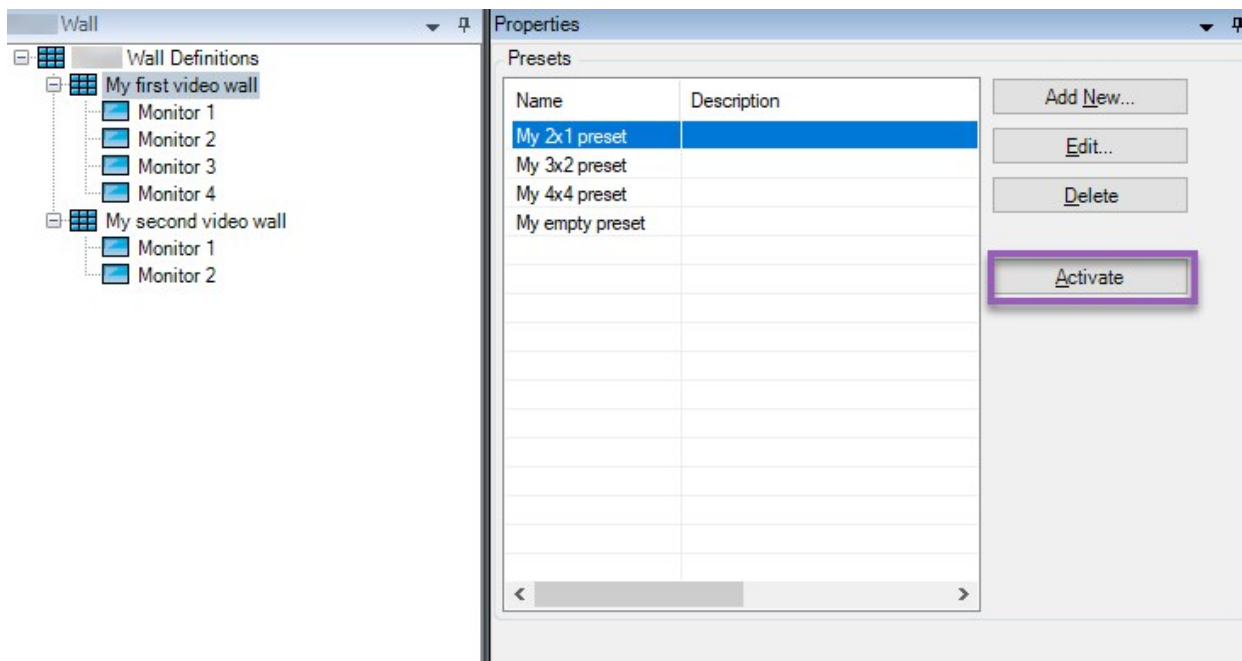 Wall
Wall Definitions
My first video wall
Monitor 1
Monitor 2
Monitor 3
Monitor 4
My second video wall
Monitor 1
Monitor 2
Properties
Presets
Name Description
My 2x1 preset
My 3x2 preset
My 4x4 preset
My empty preset
Add New...
Edit...
Delete
Activate